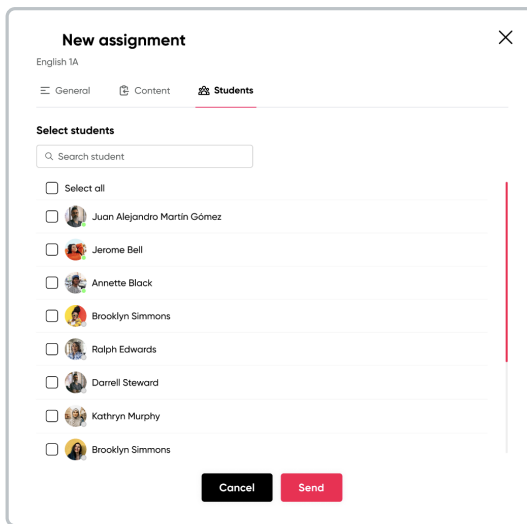 New assignment
English 1A
General Content Students
Select students
Search student
Select all
Juan Alejandro Martín Gómez
Jerome Bell
Annette Black
Brooklyn Simmons
Ralph Edwards
Darrell Steward
Kathryn Murphy
Brooklyn Simmons
Cancel Send